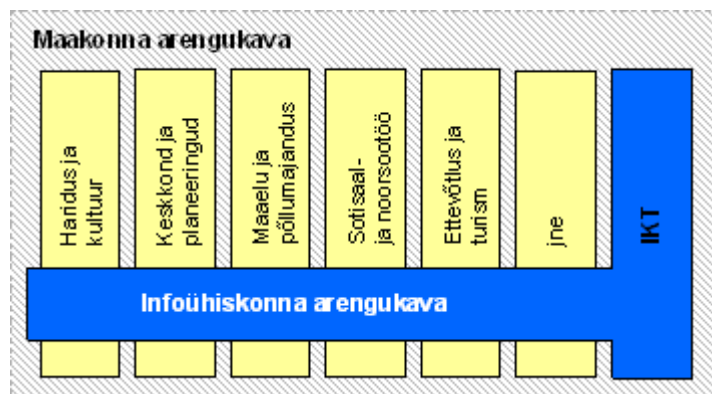 Maakonna arengukava
Haridus ja
kultuur
Keskkond ja
planeeringud
Maaelu ja
põllumajandus
Sotisaal-
ja noorsootöö
Ettevõtlus ja
turism
jne
IKT
Infoühiskonna arengukava